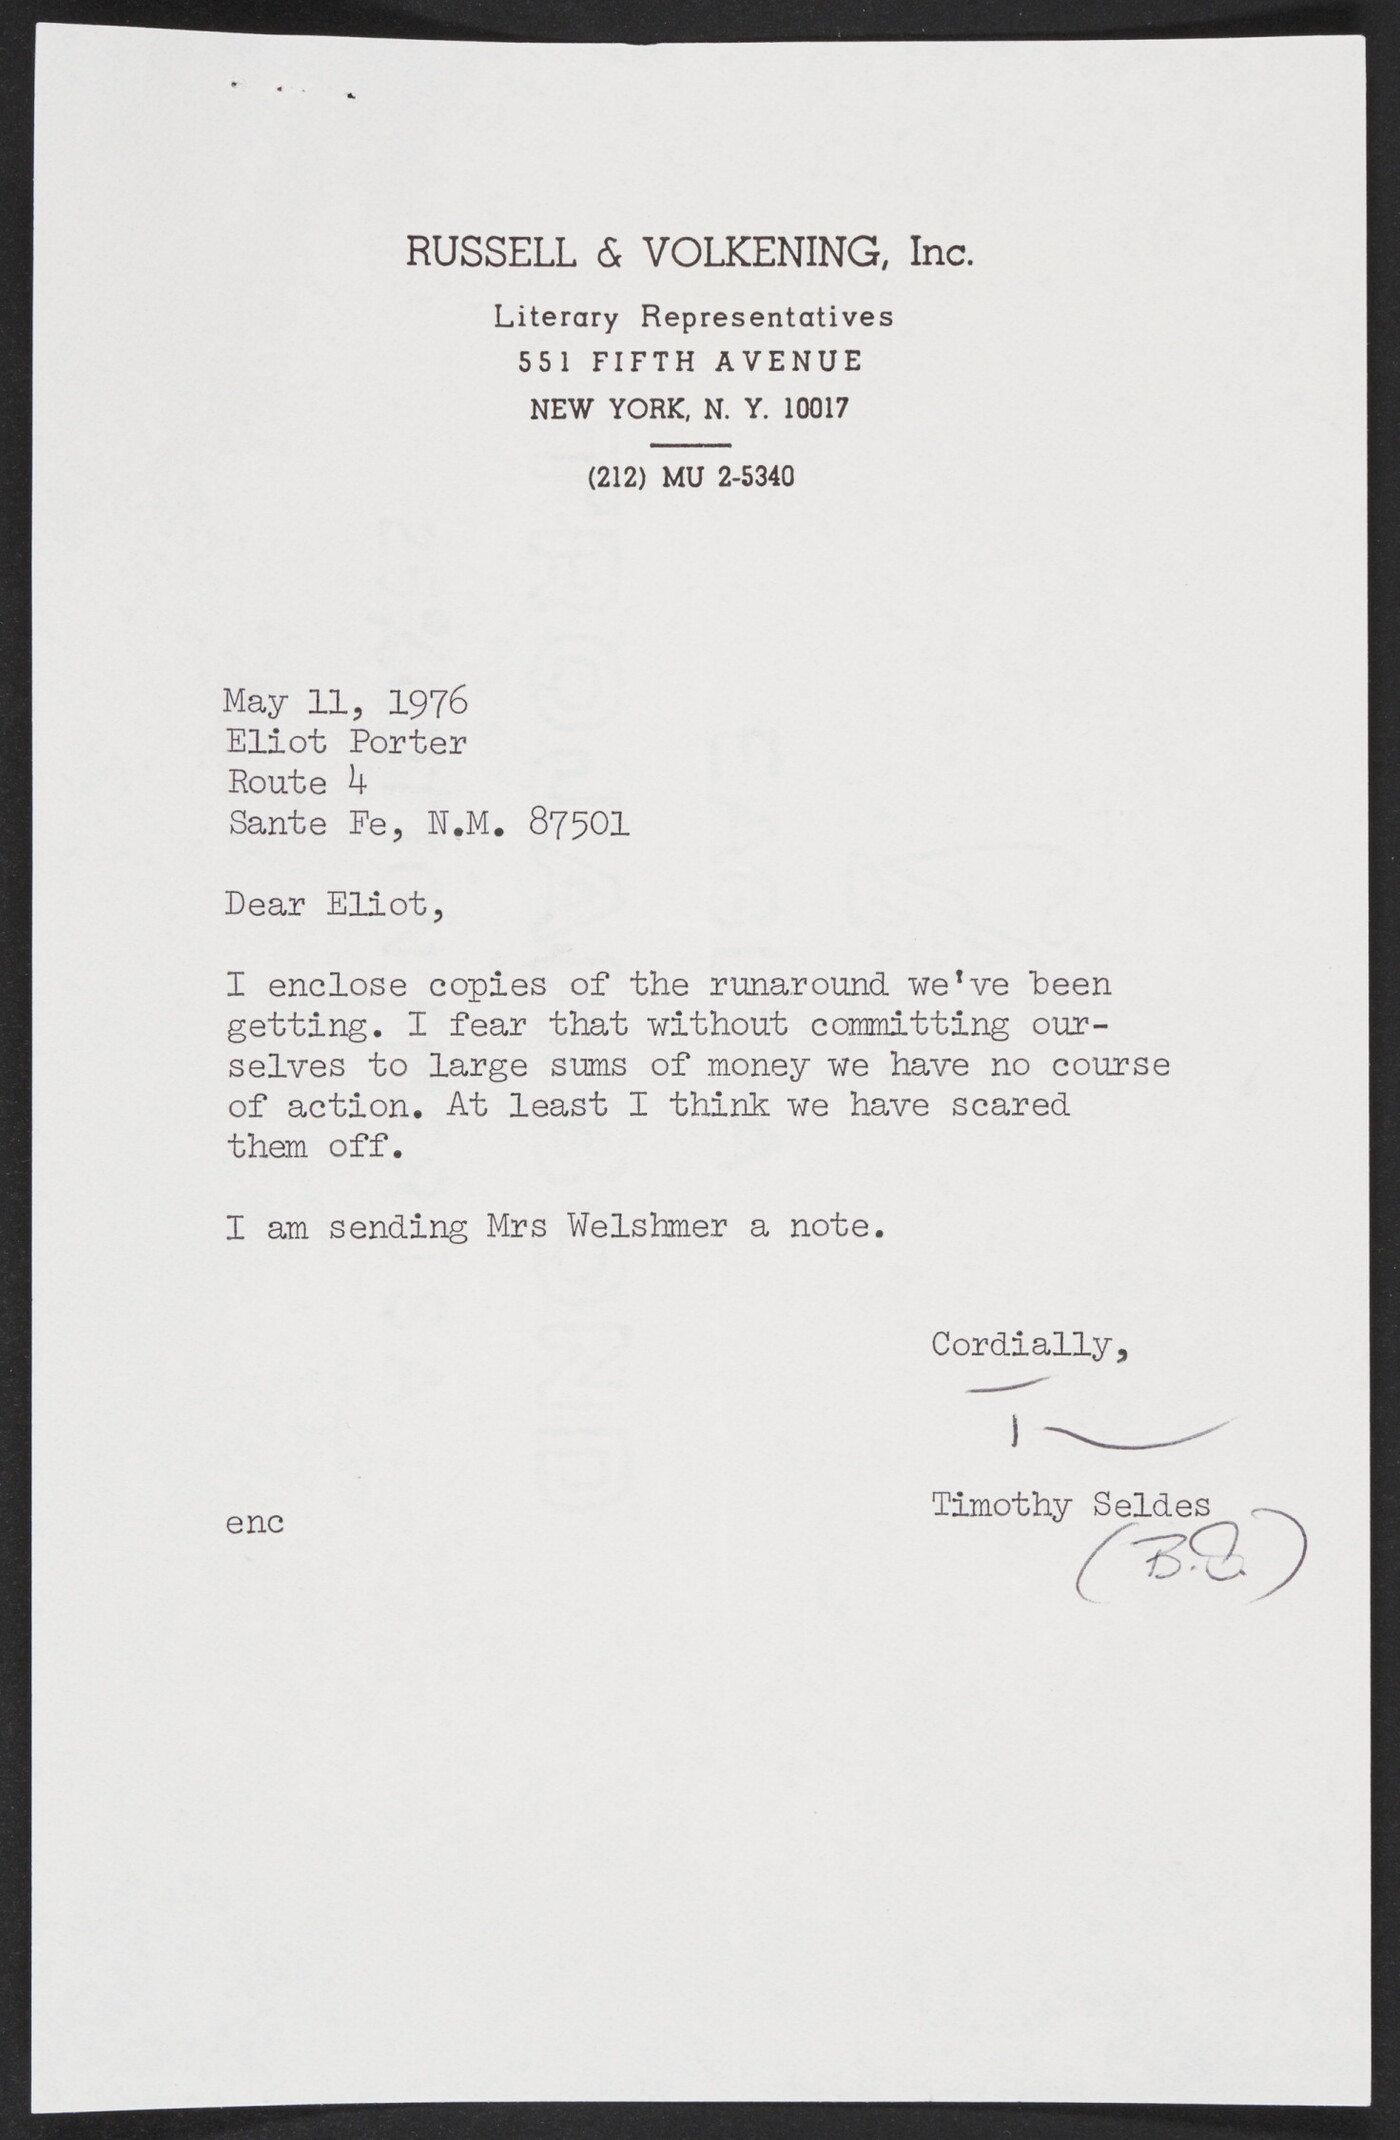 RUSSELL & VOLKENING, Inc.
Literary Representatives
551 FIFTH AVENUE
NEW YORK, N. Y. 10017
(212) MU 2-5340
May 11, 1976
Eliot Porter
Route 4
Sante Fe, N.M. 87501
Dear Eliot,
I enclose copies of the runaround we've been
getting. I fear that without committing our-
selves to large sums of money we have no course
of action. At least I think we have scared
them off.
I am sending Mrs Welshmer a note.
Cordially,
T
Timothy Seldes
enc